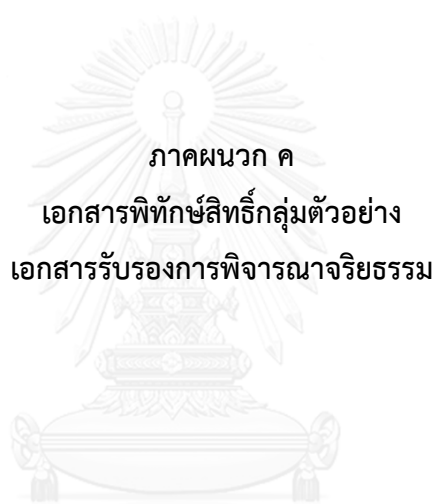 ภาคผนวก ค
เอกสารพิทักษ์สิทธิ์กลุ่มตัวอย่าง
เอกสารรับรองการพิจารณาจริยธรรม